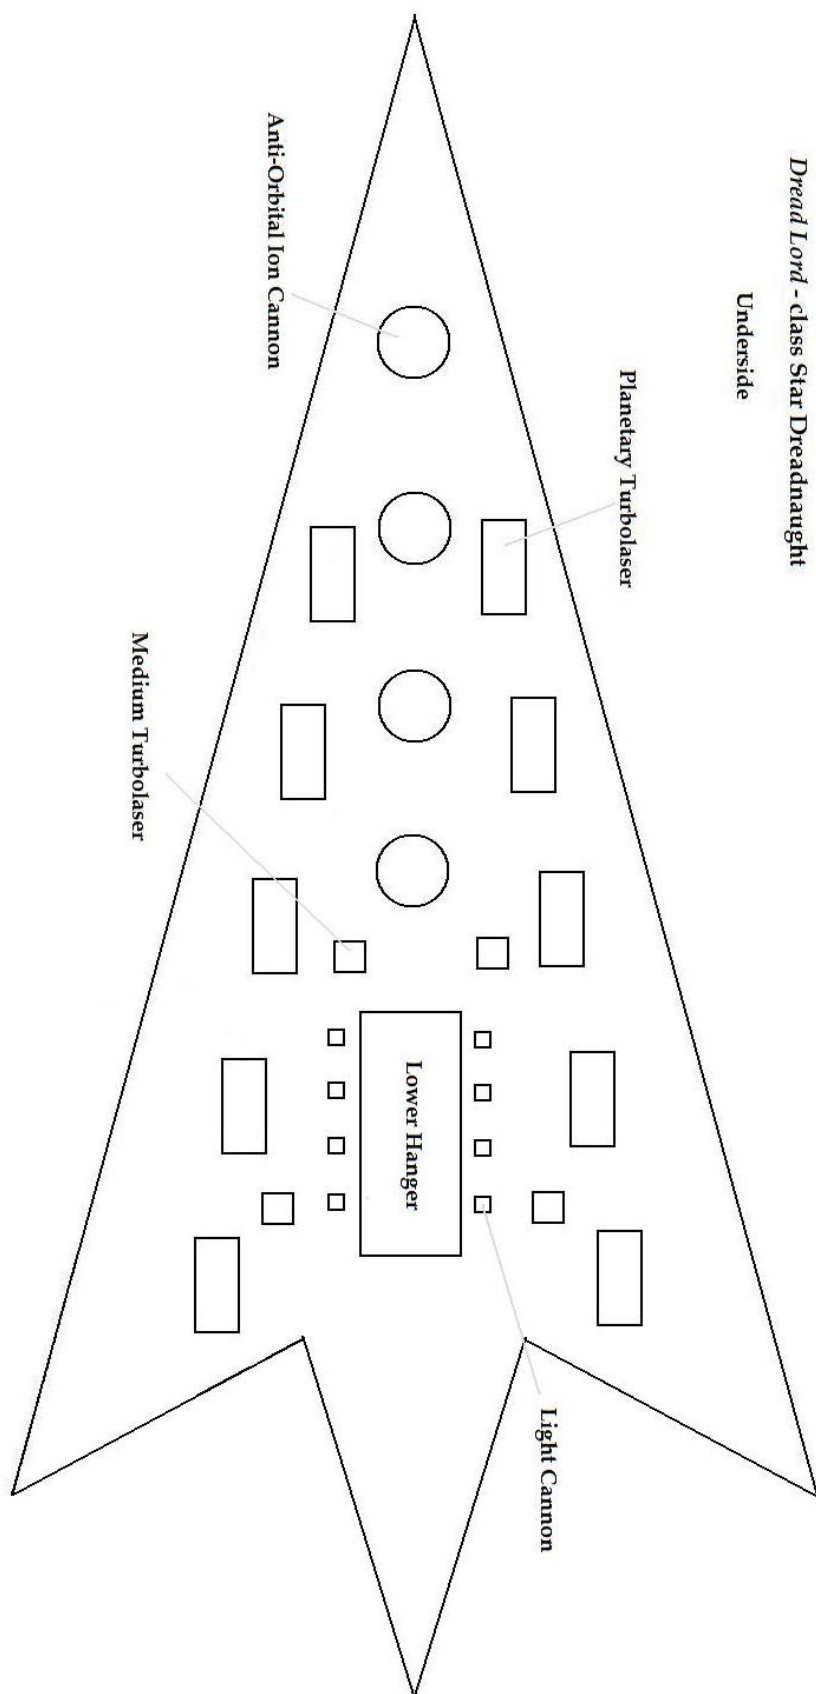 Dread Lord - class Star Dreadnaught
Underside
Planetary Turbolaser
Anti-Orbital Ion Cannon
Medium Turbolaser
Lower Hanger
Light Cannon